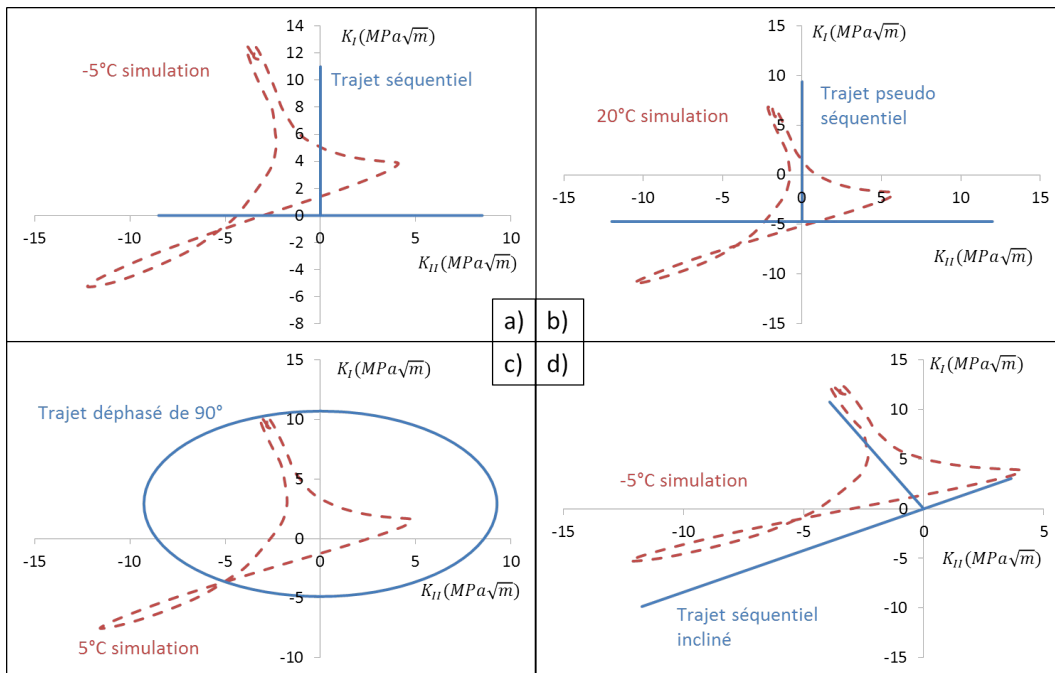 14
12
10
8
6
4
2
0
-2
-4
-6
-8
-15
-10
-5
0
5
10
K_I(MPa√m)
K_II(MPa√m)
-5°C simulation
Trajet séquentiel
a)
15
10
5
0
-5
-10
-15
-15
-10
-5
0
5
10
15
K_I(MPa√m)
K_II(MPa√m)
20°C simulation
Trajet pseudo
séquentiel
b)
15
10
5
0
-5
-10
-15
-10
-5
0
5
10
K_I(MPa√m)
K_II(MPa√m)
Trajet déphasé de 90°
5°C simulation
c)
15
10
5
0
-5
-10
-15
-15
-10
-5
0
5
K_I(MPa√m)
K_II(MPa√m)
-5°C simulation
Trajet séquentiel
incliné
d)